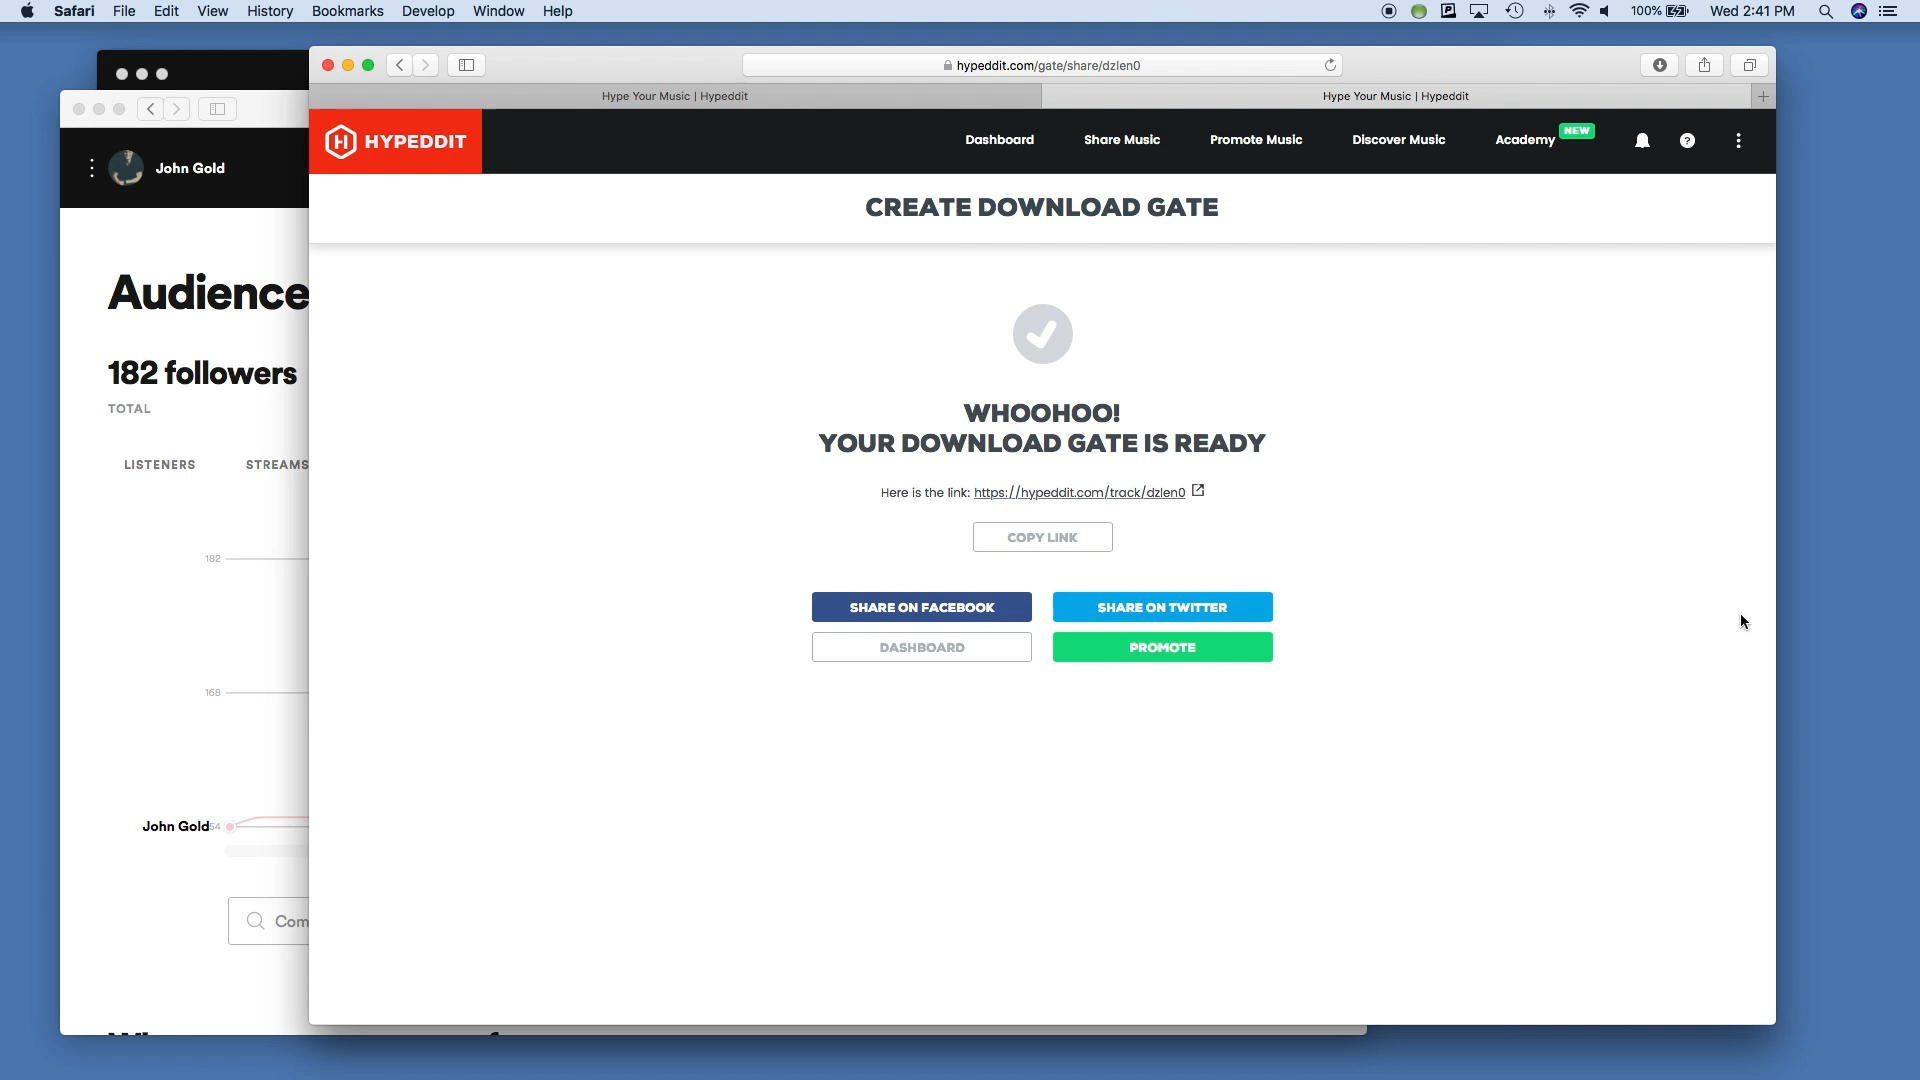 Safari File Edit View History Bookmarks Develop Window Help
100% Wed 2:41 PM
hypeddit.com/gate/share/dzlen0
Hype Your Music | Hypeddit
Hype Your Music | Hypeddit
HYPEDDIT
Dashboard Share Music Promote Music Discover Music Academy NEW
CREATE DOWNLOAD GATE
WHOOHOO!
YOUR DOWNLOAD GATE IS READY
Here is the link: https://hypeddit.com/track/dzlen0
COPY LINK
SHARE ON FACEBOOK SHARE ON TWITTER
DASHBOARD PROMOTE
John Gold
Audience
182 followers
TOTAL
LISTENERS STREAMS
182
168
John Gold 54
Com